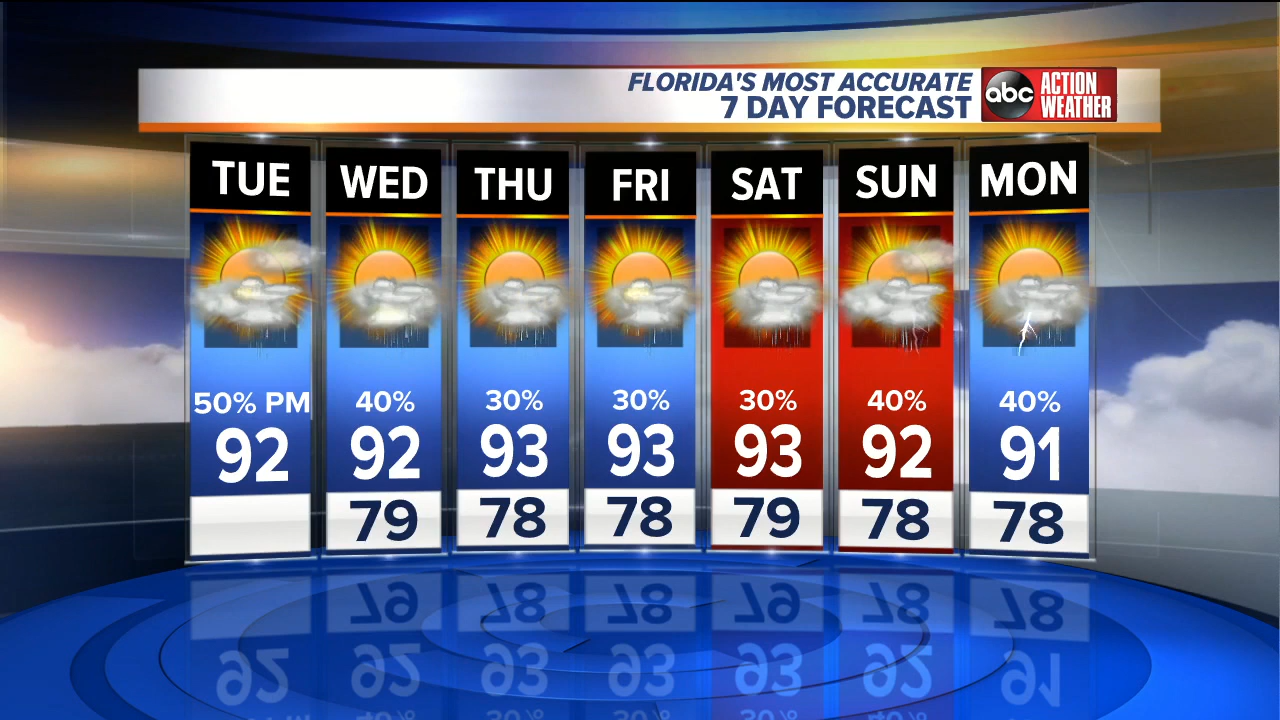 FLORIDA'S MOST ACCURATE
7 DAY FORECAST
abc ACTION WEATHER
TUE WED THU FRI SAT SUN MON
50% PM 40% 30% 30% 30% 40% 40%
92 92 93 93 93 92 91
79 78 78 79 78 78